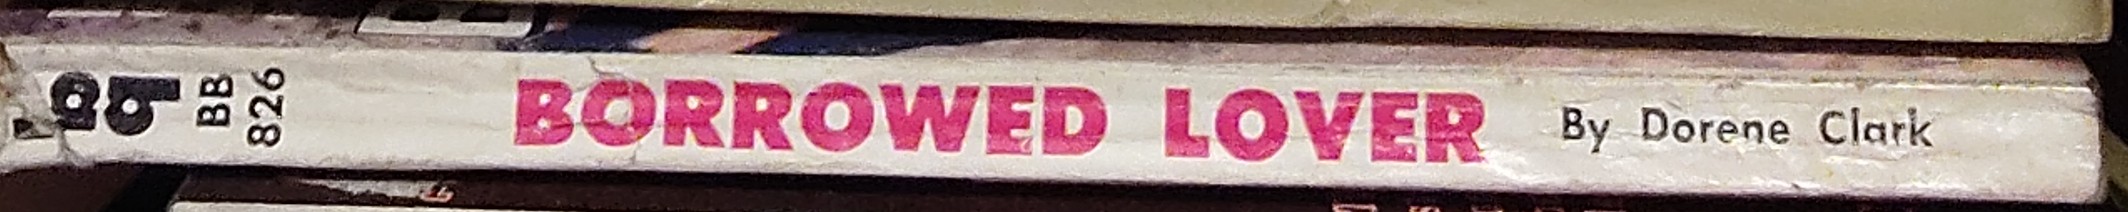 BB
826
BORROWED LOVER
By Dorene Clark